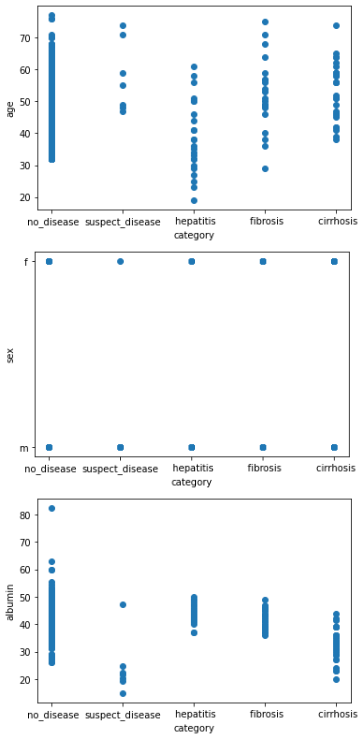 70
60
50
40
30
20
age
no_disease suspect_disease hepatitis fibrosis cirrhosis
category
f
m
sex
no_disease suspect_disease hepatitis fibrosis cirrhosis
category
80
70
60
50
40
30
20
albumin
no_disease suspect_disease hepatitis fibrosis cirrhosis
category